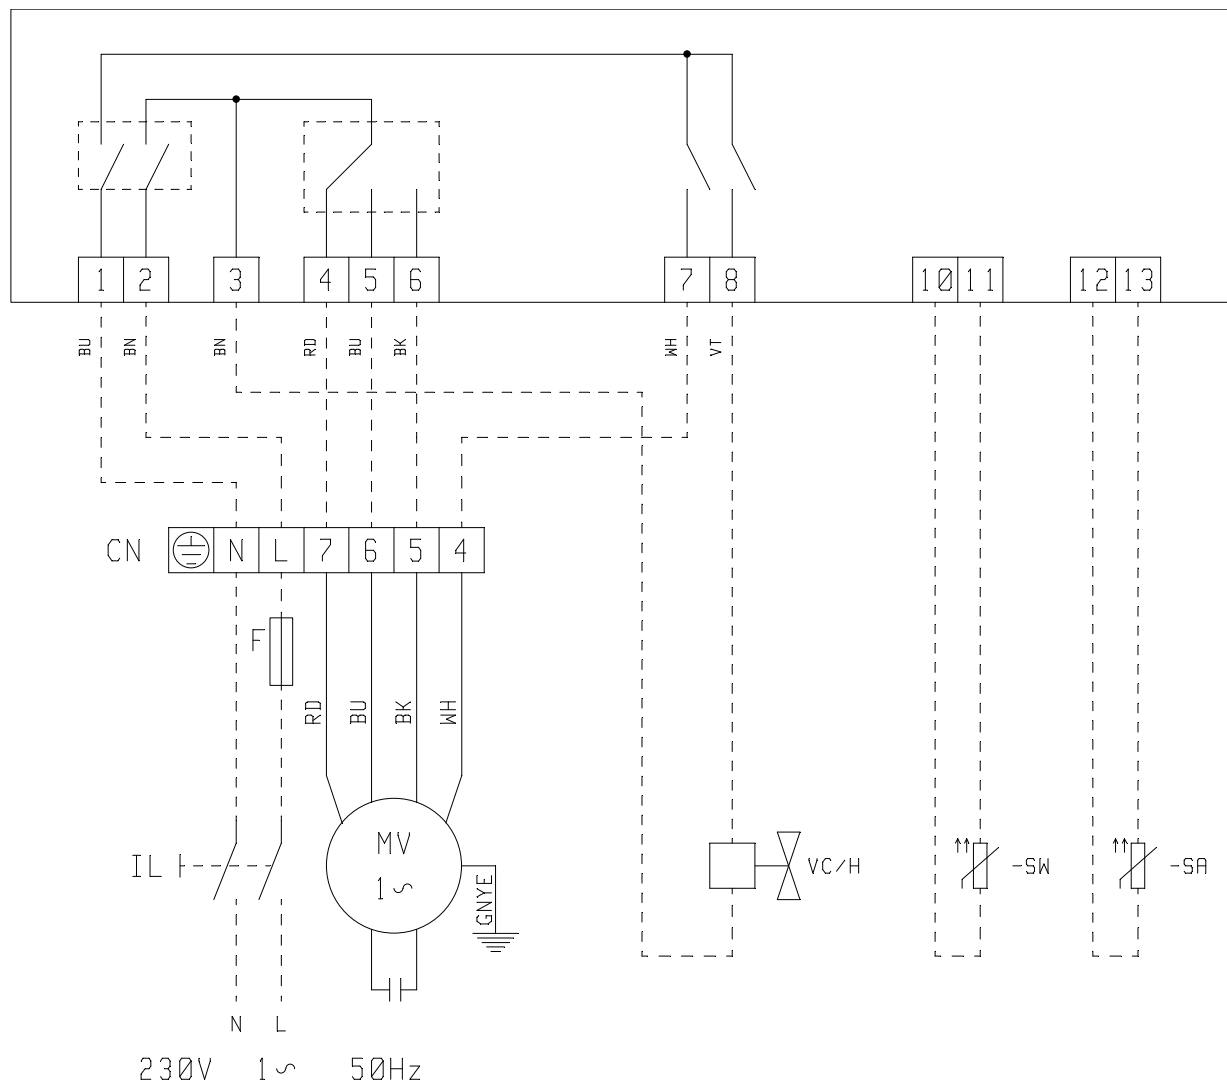 1 2 3 4 5 6 7 8 10 11 12 13
BU BN BN RD BU BK WH VT
CN N L 7 6 5 4
F
RD BU BK WH
MV
1~
IL
GNYE
VC/H
-SW
-SA
N L
230V 1~ 50Hz